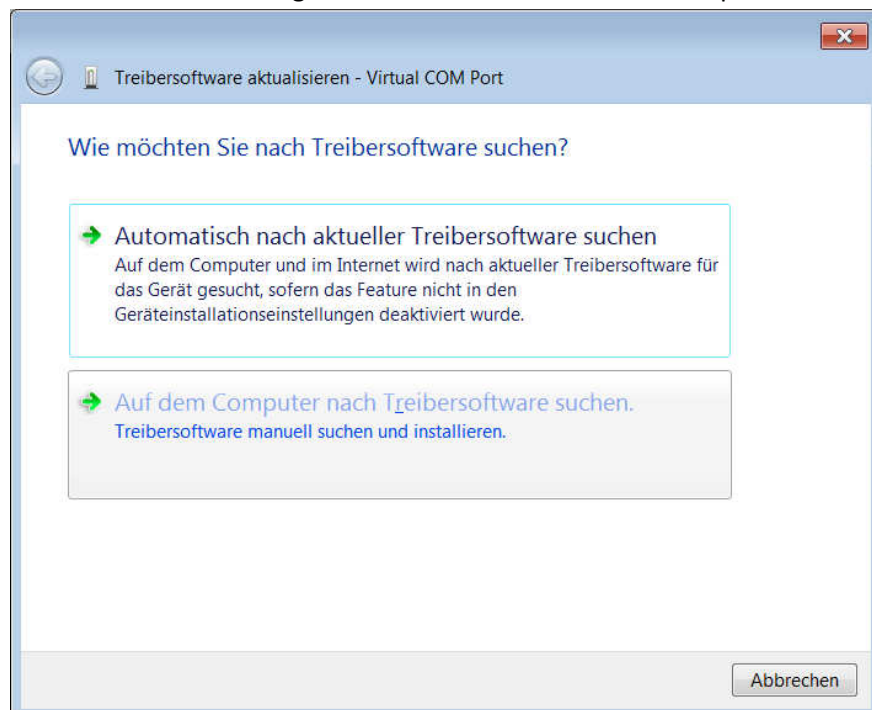 Treibersoftware aktualisieren - Virtual COM Port
Wie möchten Sie nach Treibersoftware suchen?
Automatisch nach aktueller Treibersoftware suchen
Auf dem Computer und im Internet wird nach aktueller Treibersoftware für
das Gerät gesucht, sofern das Feature nicht in den
Geräteinstallationseinstellungen deaktiviert wurde.
Auf dem Computer nach Treibersoftware suchen.
Treibersoftware manuell suchen und installieren.
Abbrechen